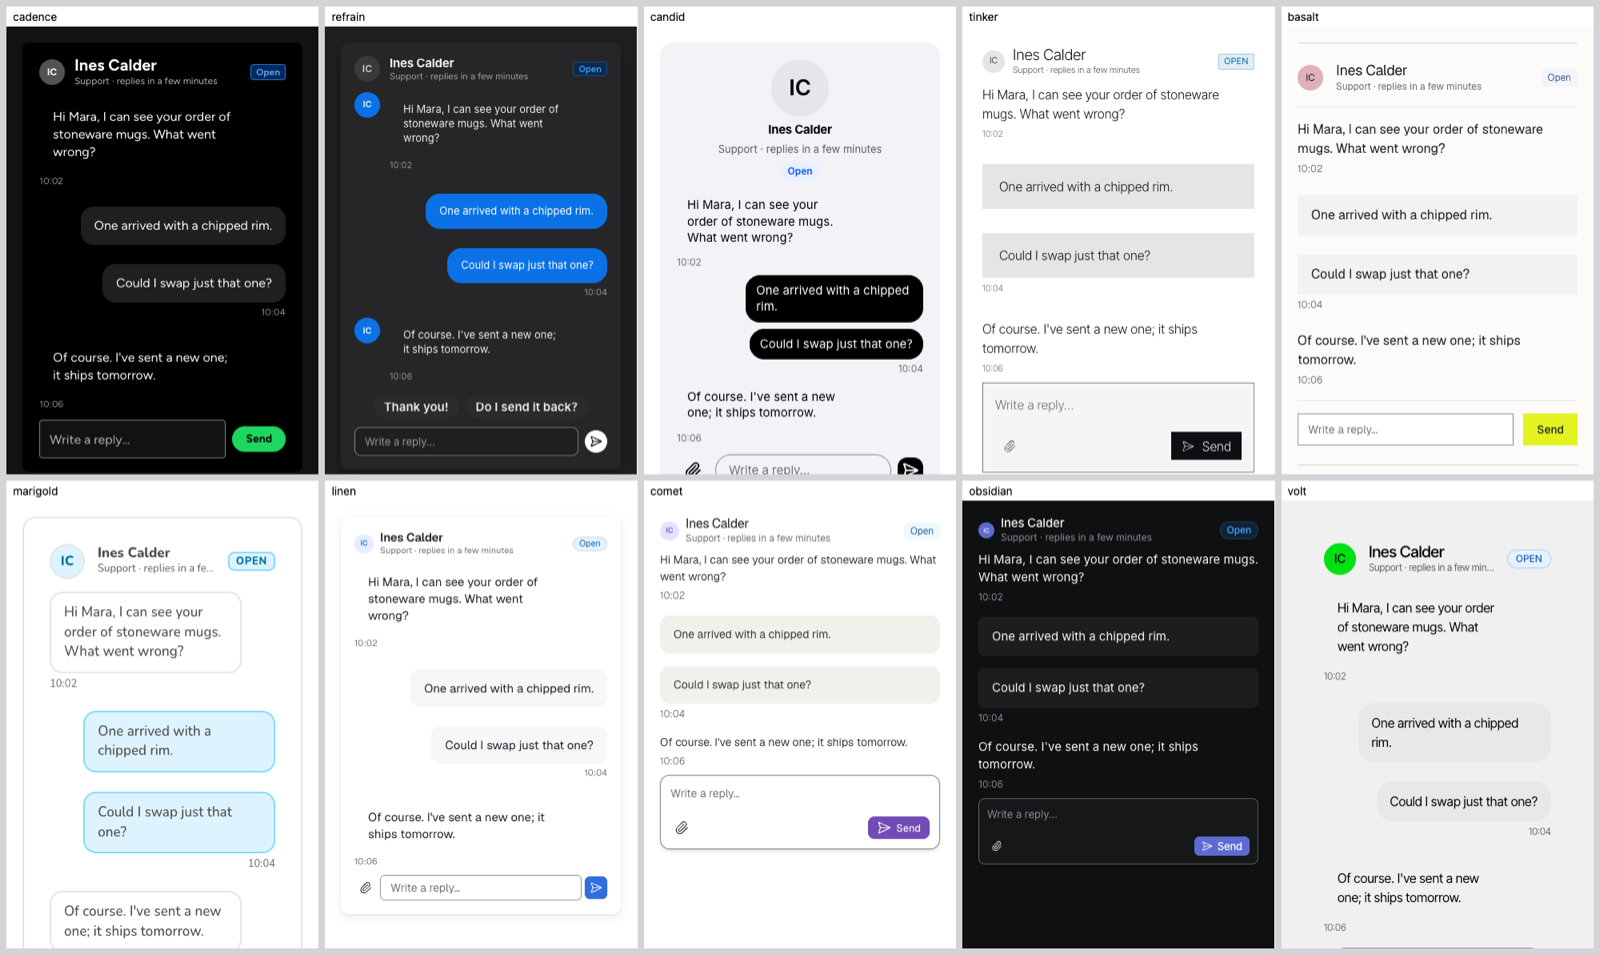 cadence
IC
Ines Calder
Support · replies in a few minutes
Open
Hi Mara, I can see your order of
stoneware mugs. What went
wrong?
10:02
One arrived with a chipped rim.
Could I swap just that one?
10:04
Of course. I've sent a new one;
it ships tomorrow.
10:06
Write a reply...
Send
refrain
IC
Ines Calder
Support · replies in a few minutes
Open
IC
Hi Mara, I can see your order of
stoneware mugs. What went
wrong?
10:02
One arrived with a chipped rim.
Could I swap just that one?
10:04
IC
Of course. I've sent a new one;
it ships tomorrow.
10:06
Thank you!
Do I send it back?
Write a reply...
candid
IC
Ines Calder
Support · replies in a few minutes
Open
Hi Mara, I can see your
order of stoneware mugs.
What went wrong?
10:02
One arrived with a chipped
rim.
Could I swap just that one?
10:04
Of course. I've sent a new
one; it ships tomorrow.
10:06
Write a reply...
tinker
IC
Ines Calder
Support · replies in a few minutes
OPEN
Hi Mara, I can see your order of stoneware
mugs. What went wrong?
10:02
One arrived with a chipped rim.
Could I swap just that one?
10:04
Of course. I've sent a new one; it ships
tomorrow.
10:06
Write a reply...
Send
basalt
IC
Ines Calder
Support · replies in a few minutes
Open
Hi Mara, I can see your order of stoneware
mugs. What went wrong?
10:02
One arrived with a chipped rim.
Could I swap just that one?
10:04
Of course. I've sent a new one; it ships
tomorrow.
10:06
Write a reply...
Send
marigold
IC
Ines Calder
Support · replies in a fe...
OPEN
Hi Mara, I can see your
order of stoneware mugs.
What went wrong?
10:02
One arrived with a
chipped rim.
Could I swap just that
one?
10:04
Of course. I've sent a new
one; it ships tomorrow.
linen
IC
Ines Calder
Support · replies in a few minutes
Open
Hi Mara, I can see your order of
stoneware mugs. What went
wrong?
10:02
One arrived with a chipped rim.
Could I swap just that one?
10:04
Of course. I've sent a new one; it
ships tomorrow.
10:06
Write a reply...
comet
IC
Ines Calder
Support · replies in a few minutes
Open
Hi Mara, I can see your order of stoneware mugs. What
went wrong?
10:02
One arrived with a chipped rim.
Could I swap just that one?
10:04
Of course. I've sent a new one; it ships tomorrow.
10:06
Write a reply...
Send
obsidian
IC
Ines Calder
Support · replies in a few minutes
Open
Hi Mara, I can see your order of stoneware mugs.
What went wrong?
10:02
One arrived with a chipped rim.
Could I swap just that one?
10:04
Of course. I've sent a new one; it ships
tomorrow.
10:06
Write a reply...
Send
volt
IC
Ines Calder
Support · replies in a few min...
OPEN
Hi Mara, I can see your order
of stoneware mugs. What
went wrong?
10:02
One arrived with a chipped
rim.
Could I swap just that one?
10:04
Of course. I've sent a new
one; it ships tomorrow.
10:06